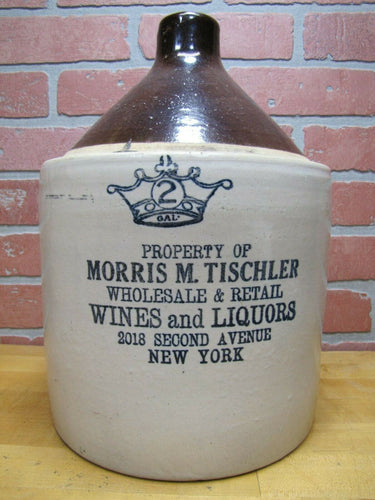 2
GAL.
PROPERTY OF
MORRIS M. TISCHLER
WHOLESALE & RETAIL
WINES and LIQUORS
2018 SECOND AVENUE
NEW YORK